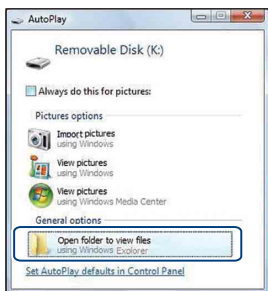 AutoPlay
Removable Disk (K:)
Always do this for pictures:
Pictures options
Import pictures
using Windows
View pictures
using Windows
View pictures
using Windows Media Center
General options
Open folder to view files
using Windows Explorer
Set AutoPlay defaults in Control Panel